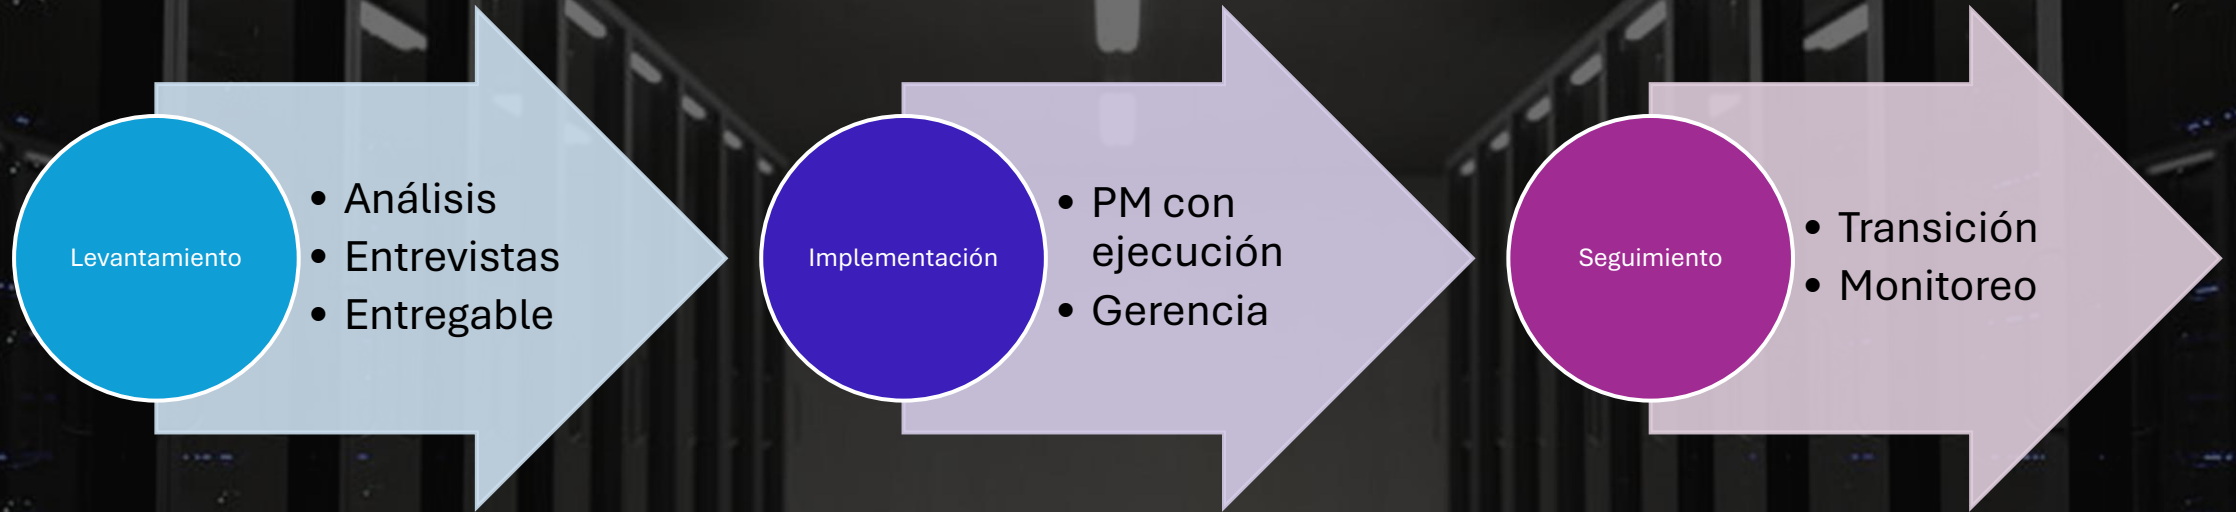 Levantamiento
• Análisis
• Entrevistas
• Entregable
Implementación
• PM con
ejecución
• Gerencia
Seguimiento
• Transición
• Monitoreo